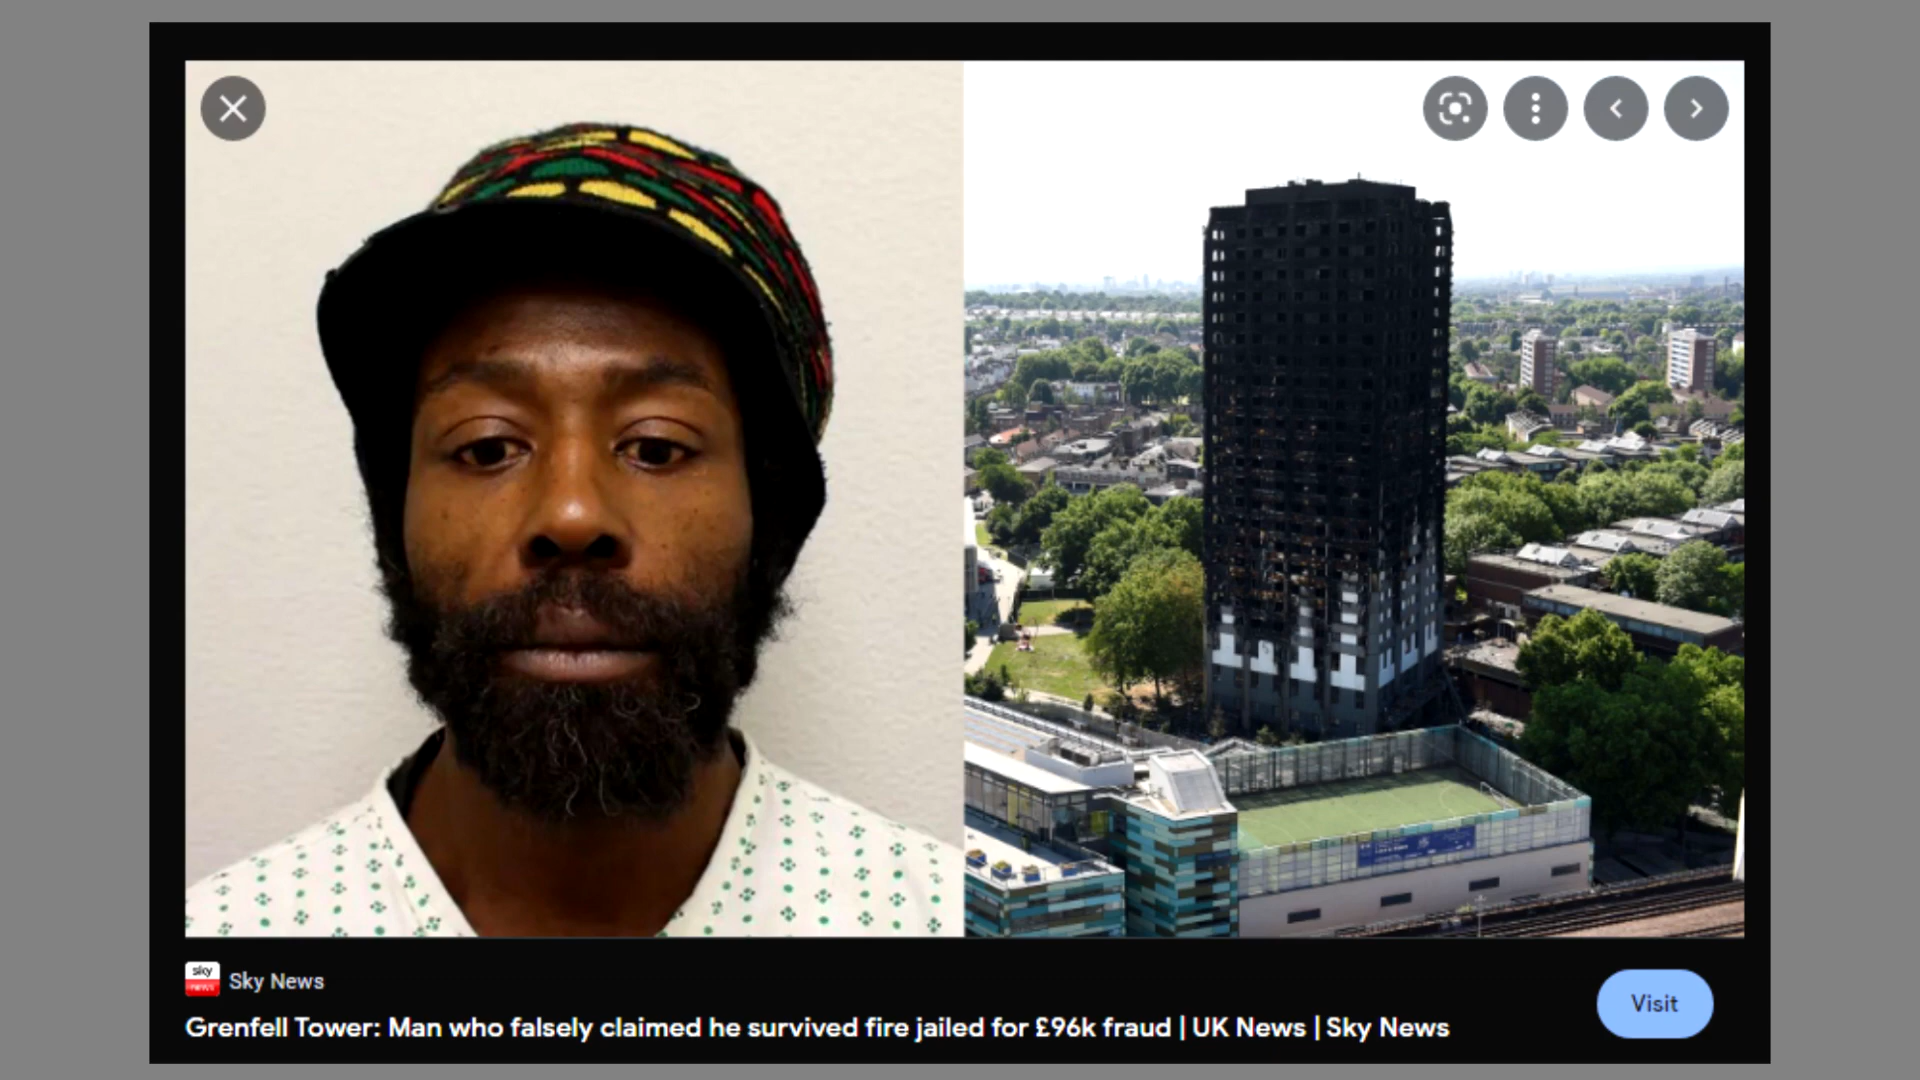 sky
news
Sky News
Grenfell Tower: Man who falsely claimed he survived fire jailed for £96k fraud | UK News | Sky News
Visit